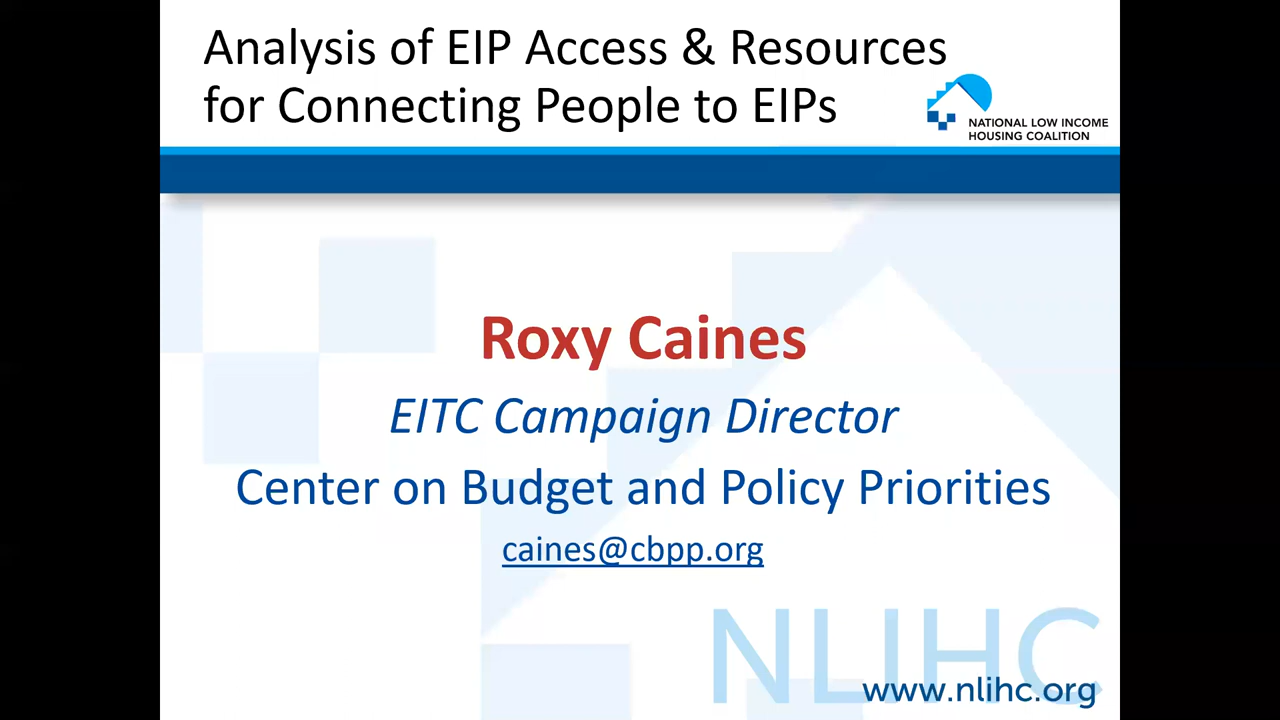 Analysis of EIP Access & Resources
for Connecting People to EIPs
NATIONAL LOW INCOME
HOUSING COALITION
Roxy Caines
EITC Campaign Director
Center on Budget and Policy Priorities
caines@cbpp.org
NLIHC
www.nlihc.org